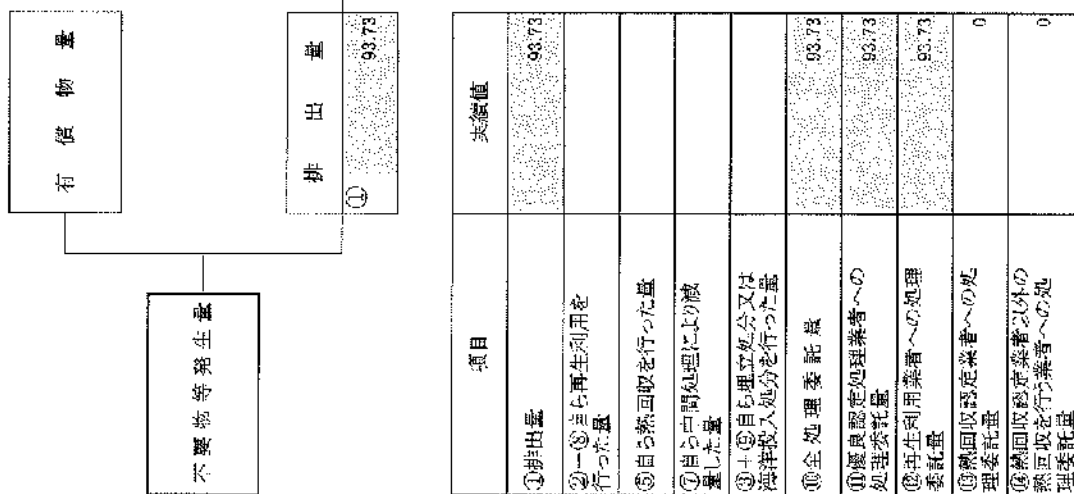 有償物量
不要物等発生量
排出量
① 93.73
項目 実績値
①排出量 93.73
②+⑧自ら再生利用を
行った量
⑤自ら熱回収を行った量
⑦自ら中間処理により減
量した量
③+⑨自ら埋立処分又は
海洋投入処分を行った量
⑩全処理委託量 93.73
⑪優良認定処理業者への
処理委託量 93.73
⑫再生利用業者への処理
委託量 93.73
⑬熱回収認定業者への処
理委託量 0
⑭熱回収認定業者以外の
熱回収を行う業者への処
理委託量 0